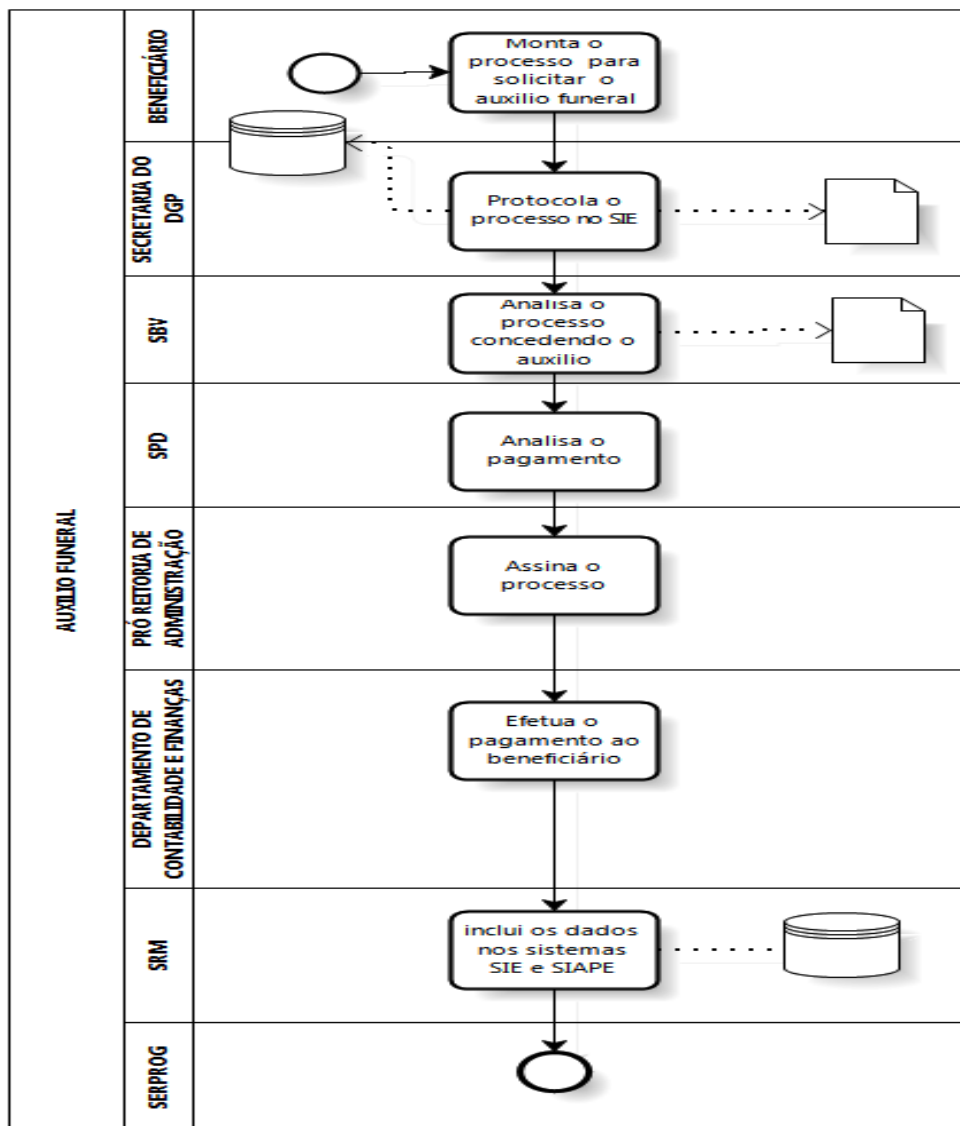 AUXILIO FUNERAL
BENEFICIÁRIO
Monta o
processo para
solicitar o
auxilio funeral
SECRETARIA DO
DGP
Protocola o
processo no SIE
SBV
Analisa o
processo
concedendo o
auxilio
SPD
Analisa o
pagamento
PRÓ REITORIA DE
ADMINISTRAÇÃO
Assina o
processo
DEPARTAMENTO DE
CONTABILIDADE E FINANÇAS
Efetua o
pagamento ao
beneficiário
SRM
inclui os dados
nos sistemas
SIE e SIAPE
SERPROG